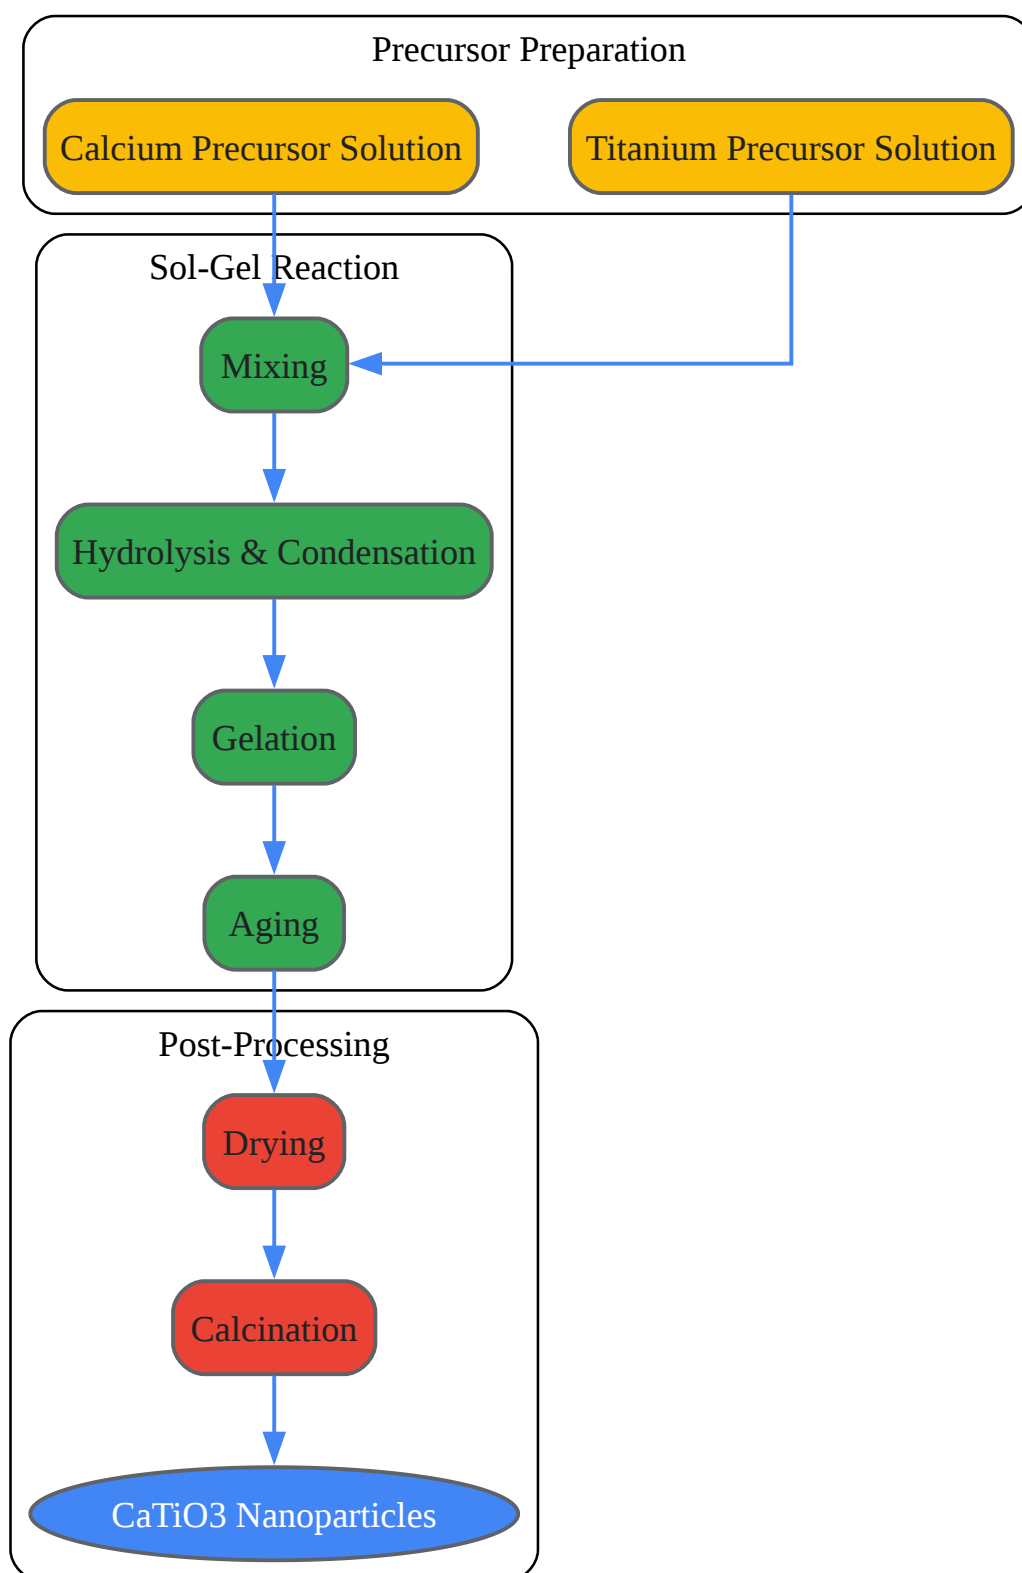 Precursor Preparation
Calcium Precursor Solution
Titanium Precursor Solution
Sol-Gel Reaction
Mixing
Hydrolysis & Condensation
Gelation
Aging
Post-Processing
Drying
Calcination
CaTiO3 Nanoparticles